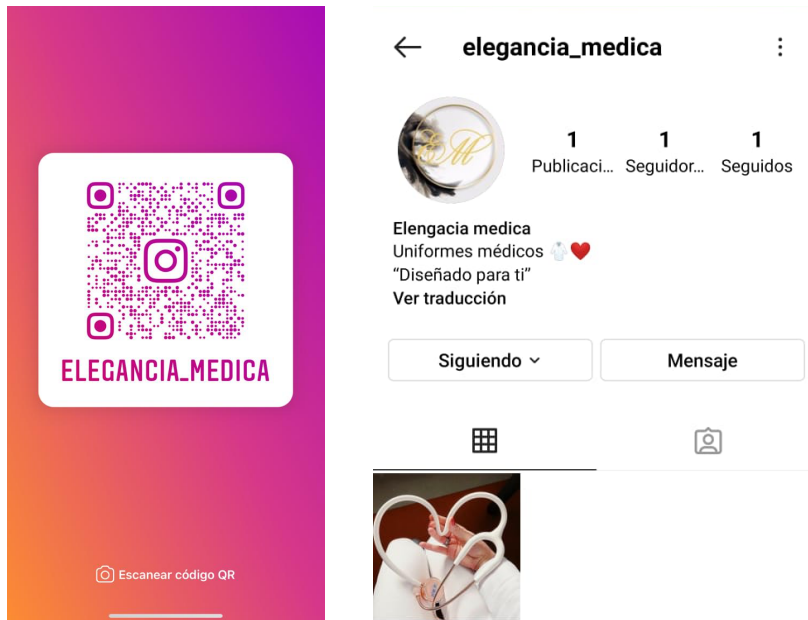 ELEGANCIA_MEDICA
Escanear código QR
elegancia_medica
EM
1 1 1
Publicaci... Seguidor... Seguidos
Elengacia medica
Uniformes médicos
“Diseñado para ti”
Ver traducción
Siguiendo Mensaje